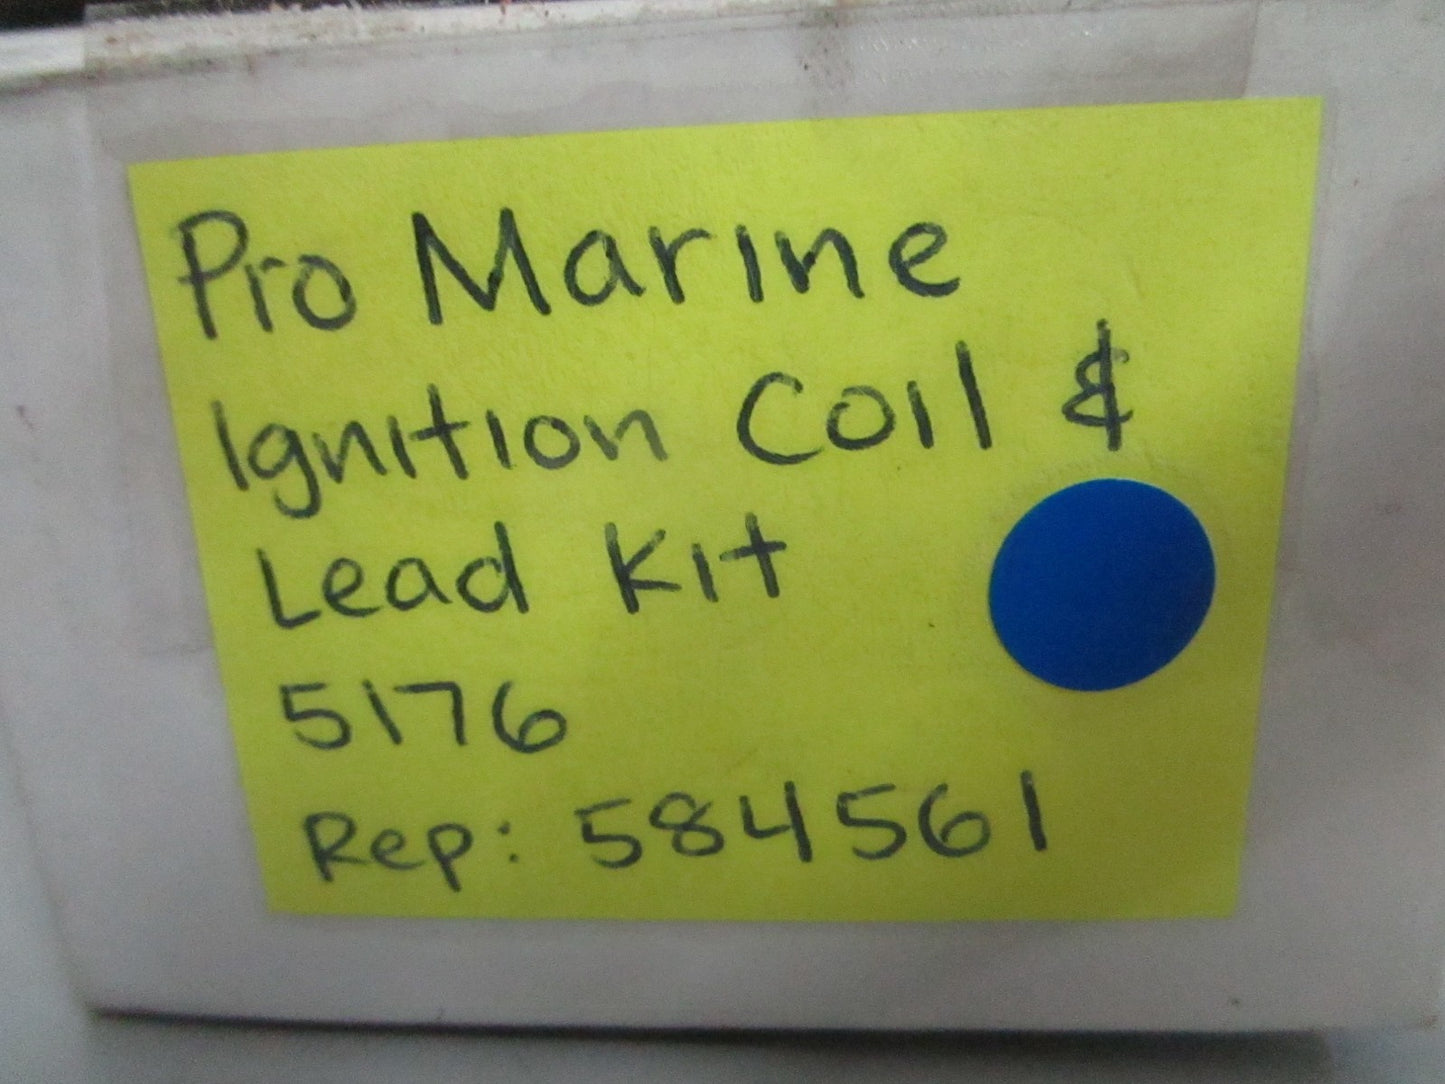 Pro Marine
Ignition Coil &
Lead Kit
5176
Rep: 584561